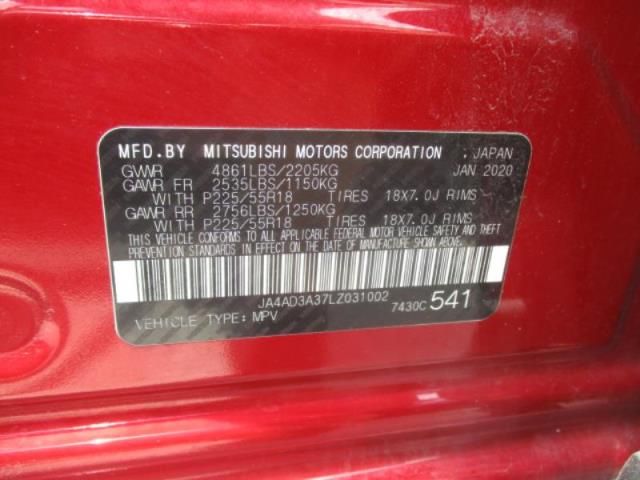 MFD.BY MITSUBISHI MOTORS CORPORATION : JAPAN
GVWR 4861LBS/2205KG JAN 2020
GAWR FR 2535LBS/1150KG
WITH P225/55R18 TIRES 18X7.0J RIMS -
GAWR RR 2756LBS/1250KG
WITH P225/55R18 TIRES 18X7.0J RIMS -
THIS VEHICLE CONFORMS TO ALL APPLICABLE FEDERAL MOTOR VEHICLE SAFETY AND
THEFT PREVENTION STANDARDS IN EFFECT ON THE DATE OF MANUFACTURE SHOWN ABOVE.
JA4AD3A37LZ031002
7430C 541
VEHICLE TYPE: MPV